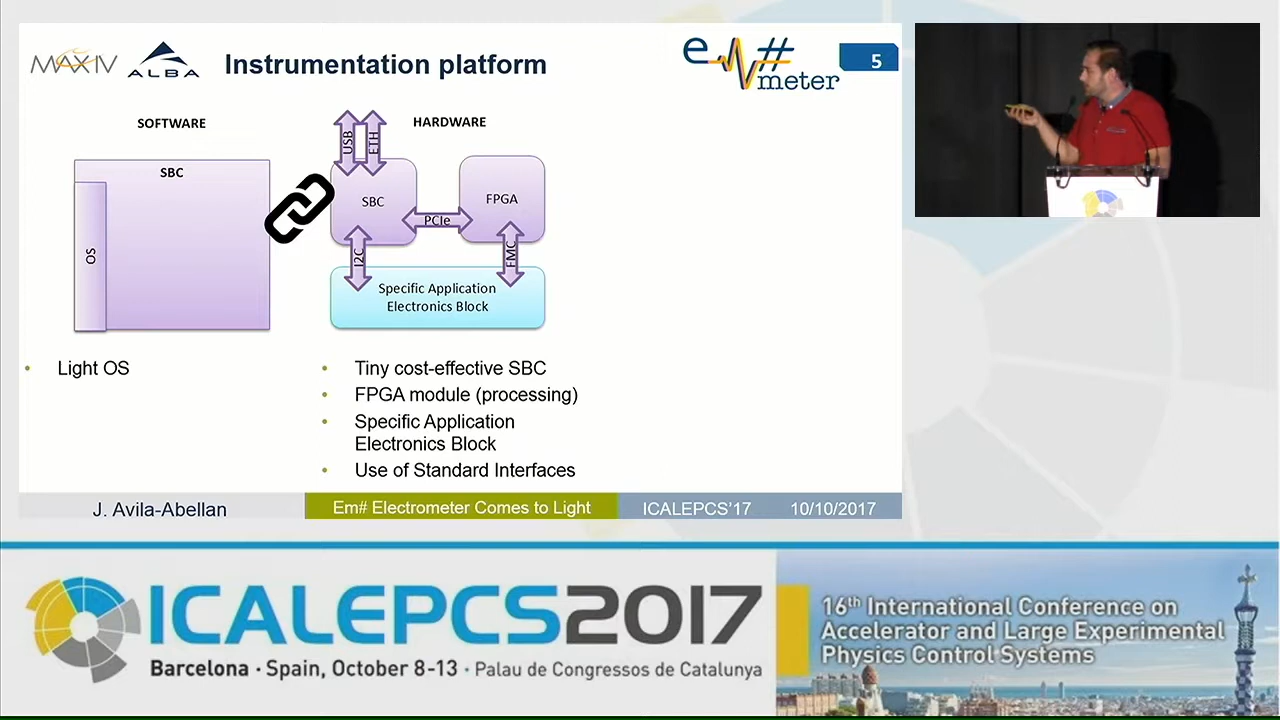 MAXIV
ALBA
Instrumentation platform
e # meter
5
SOFTWARE
SBC
OS
HARDWARE
USB
ETH
SBC
FPGA
PCIe
I2C
FMC
Specific Application
Electronics Block
• Light OS
• Tiny cost-effective SBC
• FPGA module (processing)
• Specific Application
Electronics Block
• Use of Standard Interfaces
J. Avila-Abellan
Em# Electrometer Comes to Light
ICALEPCS'17
10/10/2017
ICALEPCS2017
Barcelona · Spain, October 8-13 · Palau de Congressos de Catalunya
16th International Conference on
Accelerator and Large Experimental
Physics Control Systems